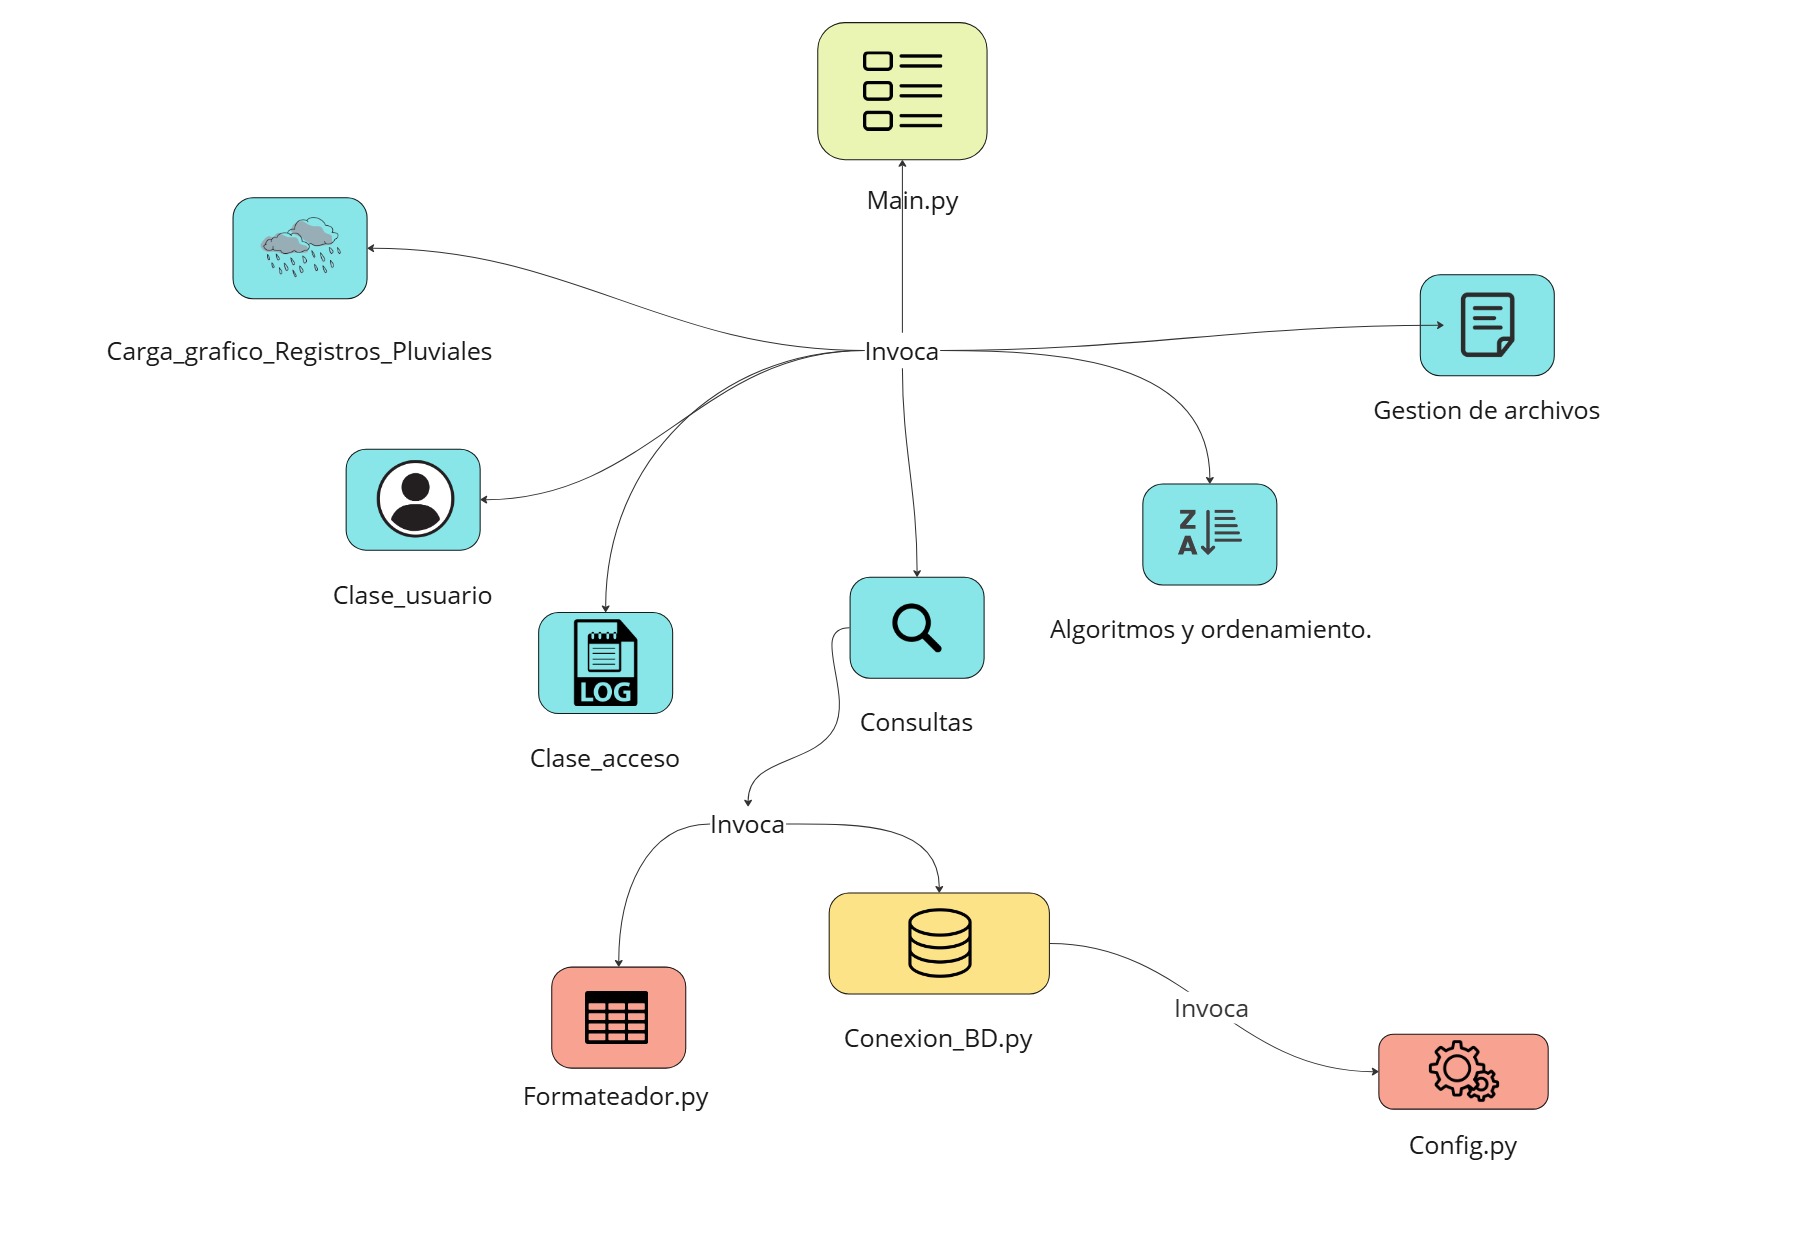 Main.py
Carga_grafico_Registros_Pluviales
Invoca
Gestion de archivos
Clase_usuario
Z
A
Algoritmos y ordenamiento.
LOG
Clase_acceso
Consultas
Invoca
Conexion_BD.py
Invoca
Formateador.py
Config.py